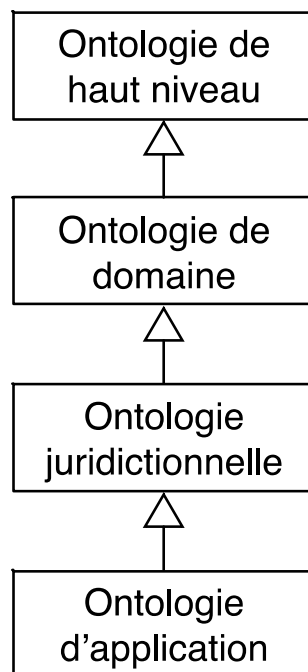 Ontologie de
haut niveau
Ontologie de
domaine
Ontologie
juridictionnelle
Ontologie
d'application